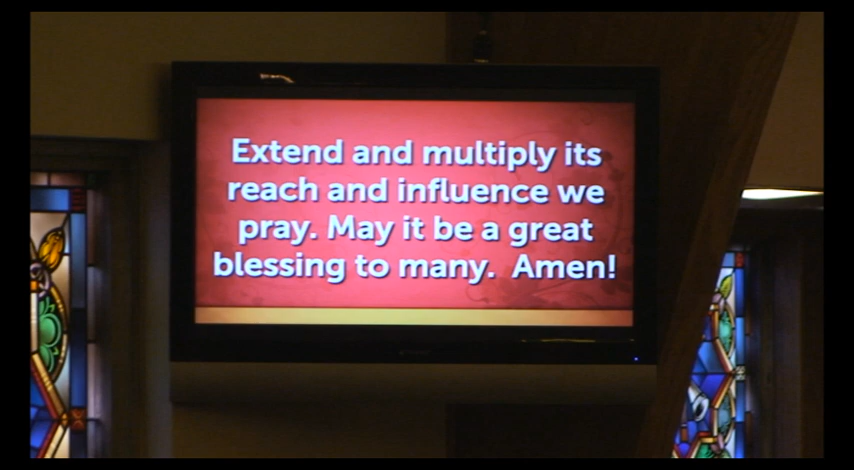 Extend and multiply its
reach and influence we
pray. May it be a great
blessing to many.  Amen!